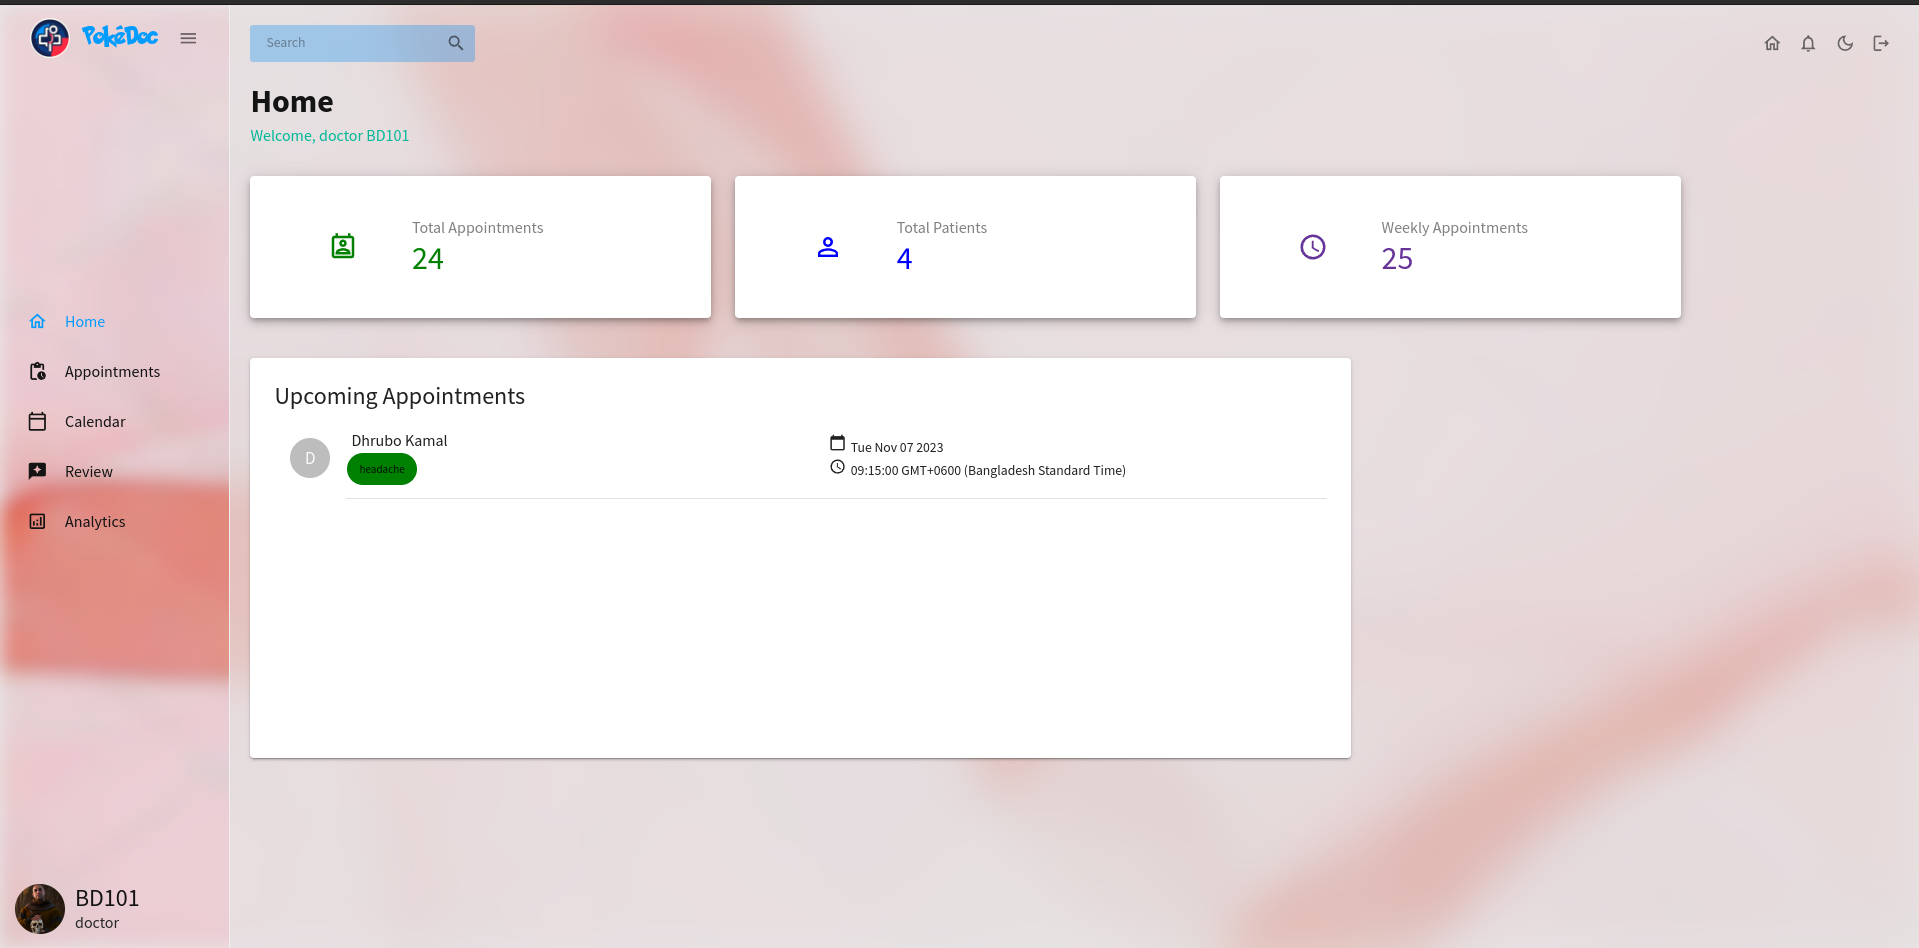 PokéDoc
Search
Home
Welcome, doctor BD101
Total Appointments
24
Total Patients
4
Weekly Appointments
25
Home
Appointments
Calendar
Review
Analytics
Upcoming Appointments
D
Dhrubo Kamal
headache
Tue Nov 07 2023
09:15:00 GMT+0600 (Bangladesh Standard Time)
BD101
doctor